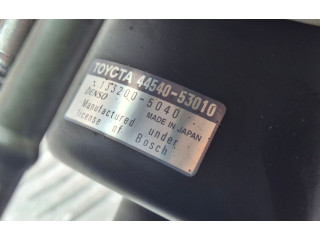 TOYOTA 44540-53010
133200-5040
DENSO MADE IN JAPAN
Manufactured under
license of Bosch